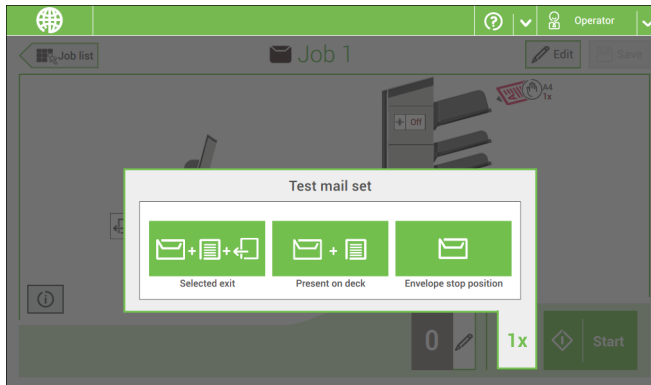 Operator
Job list
Job 1
Edit
Save
A4
1x
Off
Test mail set
Selected exit
Present on deck
Envelope stop position
0
1x
Start